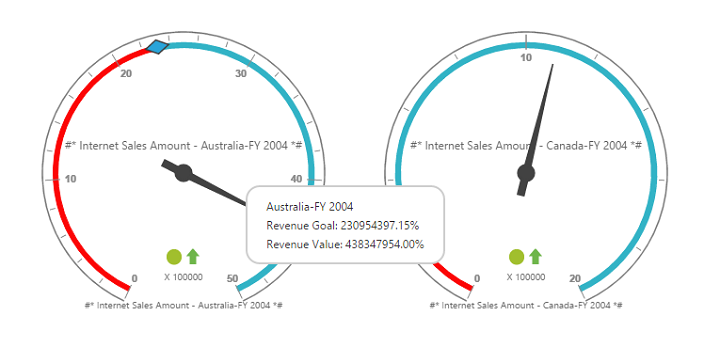 20
30
10
#* Internet Sales Amount - Australia-FY 2004 *#
#* Internet Sales Amount - Canada-FY 2004 *#
10
40
Australia-FY 2004
Revenue Goal: 230954397.15%
Revenue Value: 438347954.00%
0
X 100000
50
0
X 100000
20
#* Internet Sales Amount - Australia-FY 2004 *#
#* Internet Sales Amount - Canada-FY 2004 *#